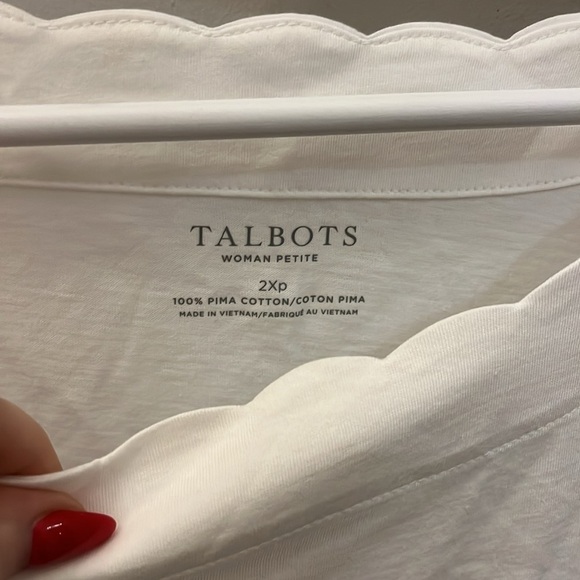 TALBOTS
WOMAN PETITE
2Xp
100% PIMA COTTON/COTON PIMA
MADE IN VIETNAM/FABRIQUÉ AU VIETNAM